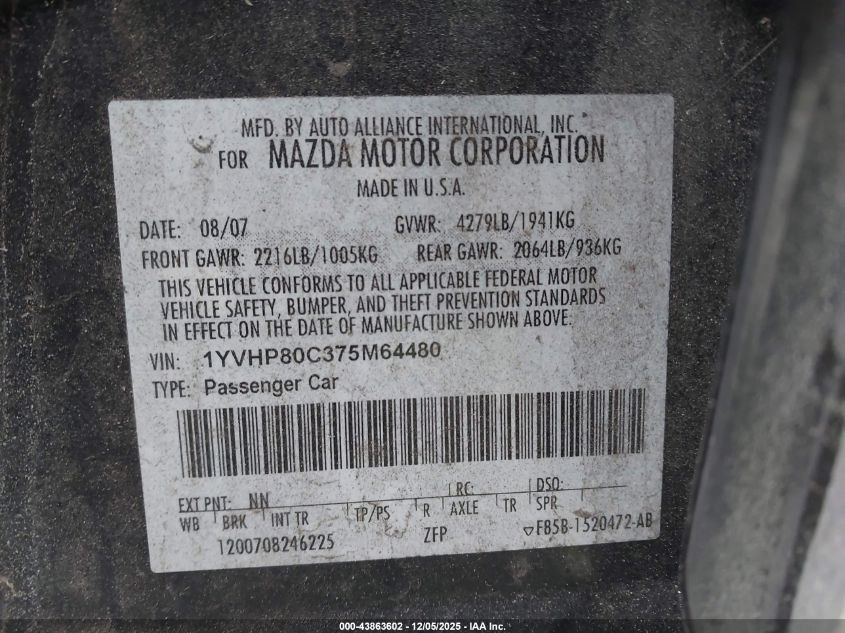 MFD. BY AUTO ALLIANCE INTERNATIONAL, INC.
FOR MAZDA MOTOR CORPORATION
MADE IN U.S.A.
DATE: 08/07 GVWR: 4279LB/1941KG
FRONT GAWR: 2216LB/1005KG REAR GAWR: 2064LB/936KG
THIS VEHICLE CONFORMS TO ALL APPLICABLE FEDERAL MOTOR
VEHICLE SAFETY, BUMPER, AND THEFT PREVENTION STANDARDS
IN EFFECT ON THE DATE OF MANUFACTURE SHOWN ABOVE.
VIN: 1YVHP80C375M64480
TYPE: Passenger Car
EXT PNT: NN RC: DSO:
WB BRK INT TR TP/PS R AXLE TR SPR
1200708246225 ZFP ▽FB5B-1520472-AB
000-43863602 - 12/05/2025 - IAA Inc.